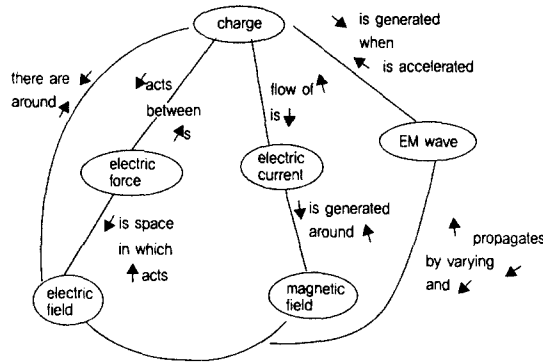 charge
is generated
when
is accelerated
there are
around
acts
between
s
flow of
is
EM wave
electric
force
electric
current
is space
in which
acts
is generated
around
propagates
by varying
and
electric
field
magnetic
field